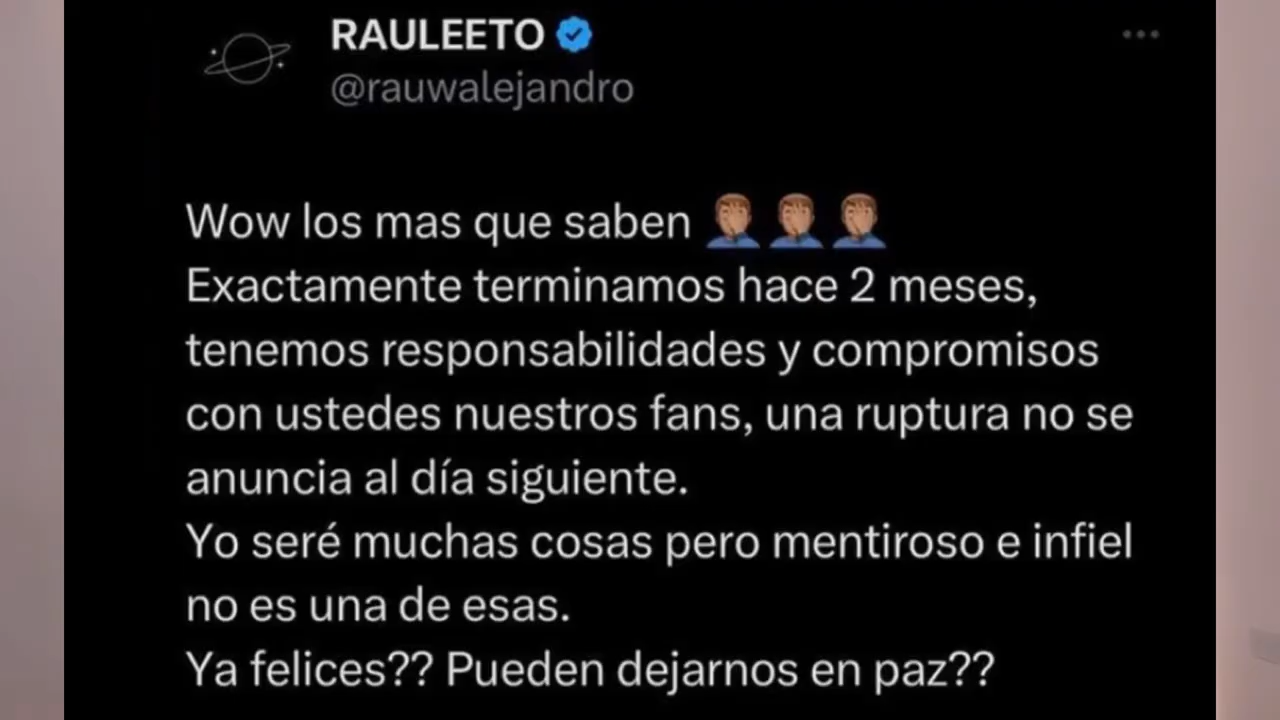 RAULEETO
@rauwalejandro
Wow los mas que saben 🤦🏽‍♂️🤦🏽‍♂️🤦🏽‍♂️
Exactamente terminamos hace 2 meses,
tenemos responsabilidades y compromisos
con ustedes nuestros fans, una ruptura no se
anuncia al día siguiente.
Yo seré muchas cosas pero mentiroso e infiel
no es una de esas.
Ya felices?? Pueden dejarnos en paz??